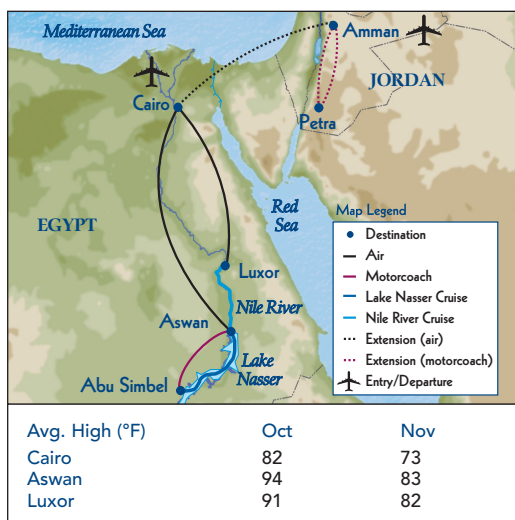 Mediterranean Sea
Amman
JORDAN
Cairo
Petra
Red
Sea
EGYPT
Luxor
Nile River
Aswan
Lake
Nasser
Abu Simbel
Map Legend
Destination
Air
Motorcoach
Lake Nasser Cruise
Nile River Cruise
Extension (air)
Extension (motorcoach)
Entry/Departure
Avg. High (°F) Oct Nov
Cairo 82 73
Aswan 94 83
Luxor 91 82